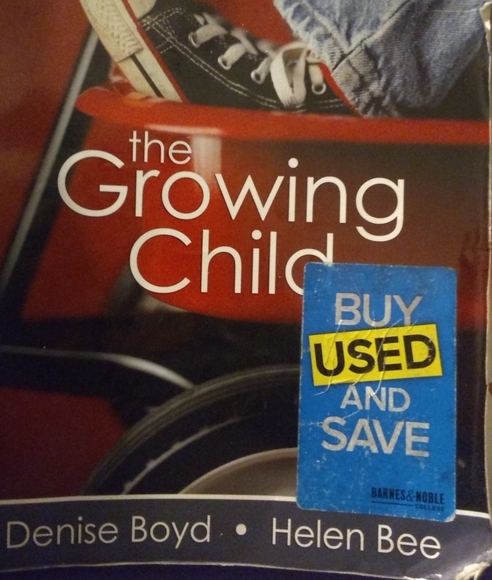 the
Growing
Child
BUY
USED
AND
SAVE
BARNES&NOBLE
COLLEGE
Denise Boyd • Helen Bee